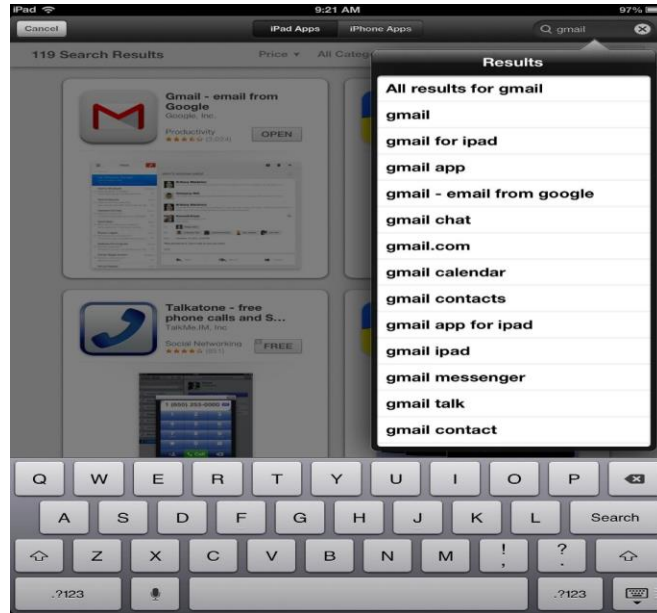 iPad 9:21 AM 97%
Cancel iPad Apps iPhone Apps gmail
119 Search Results Price ▾ All Categ
Gmail - email from
Google
Google, Inc.
Productivity
OPEN
Talkatone - free
phone calls and S...
TalkMe.IM, Inc
Social Networking
FREE
Results
All results for gmail
gmail
gmail for ipad
gmail app
gmail - email from google
gmail chat
gmail.com
gmail calendar
gmail contacts
gmail app for ipad
gmail ipad
gmail messenger
gmail talk
gmail contact
Q W E R T Y U I O P
A S D F G H J K L Search
Z X C V B N M ! , ? .
.?123 .?123